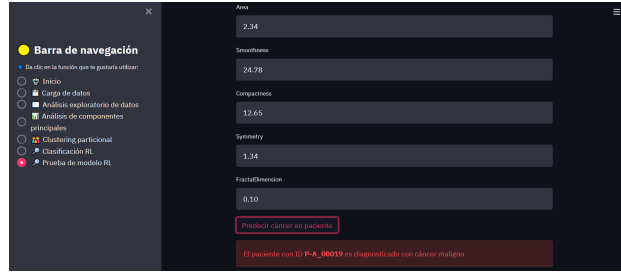 Barra de navegación
Da clic en la función que te gustaría utilizar:
Inicio
Carga de datos
Análisis exploratorio de datos
Análisis de componentes
principales
Clustering particional
Clasificación RL
Prueba de modelo RL
Area
2.34
Smoothness
24.78
Compactness
12.65
Symmetry
1.34
FractalDimension
0.10
Predecir cáncer en paciente
El paciente con ID P-A_00019 es diagnosticado con cáncer maligno